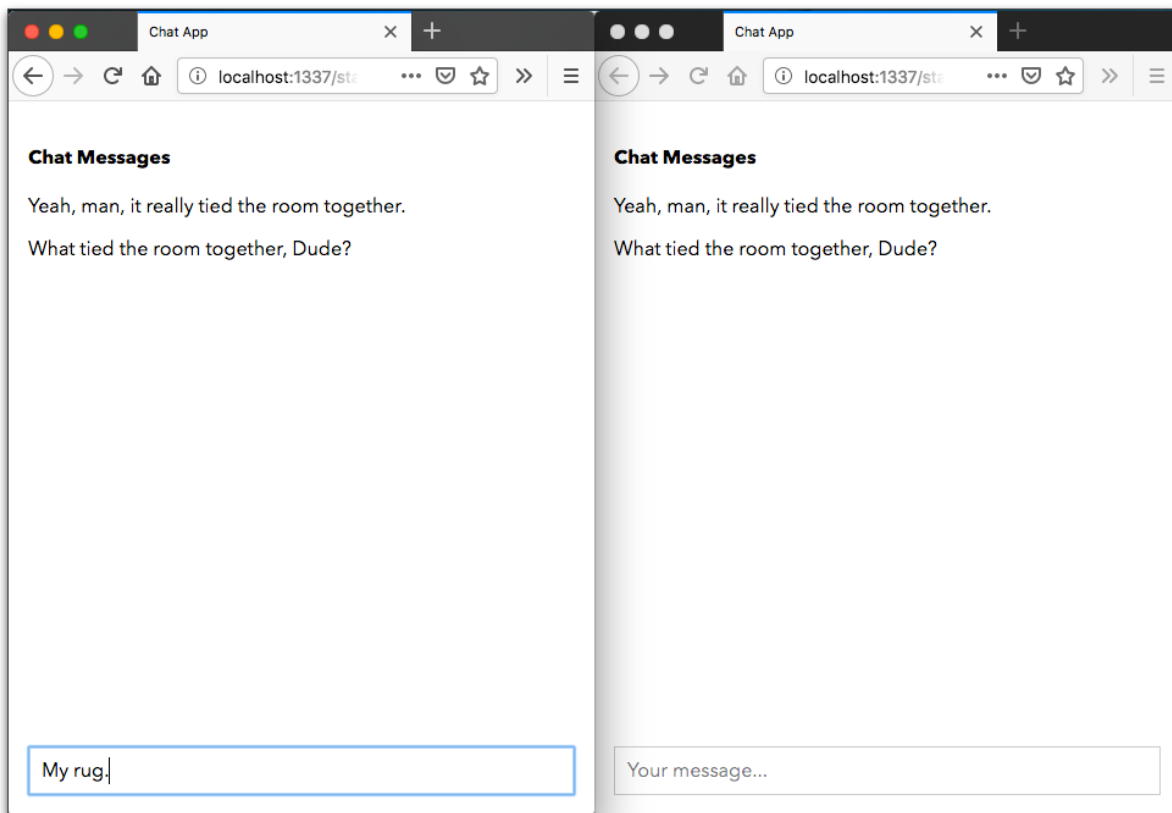 Chat App
Chat App
localhost:1337/sta
localhost:1337/sta
Chat Messages
Yeah, man, it really tied the room together.
What tied the room together, Dude?
My rug.
Chat Messages
Yeah, man, it really tied the room together.
What tied the room together, Dude?
Your message...